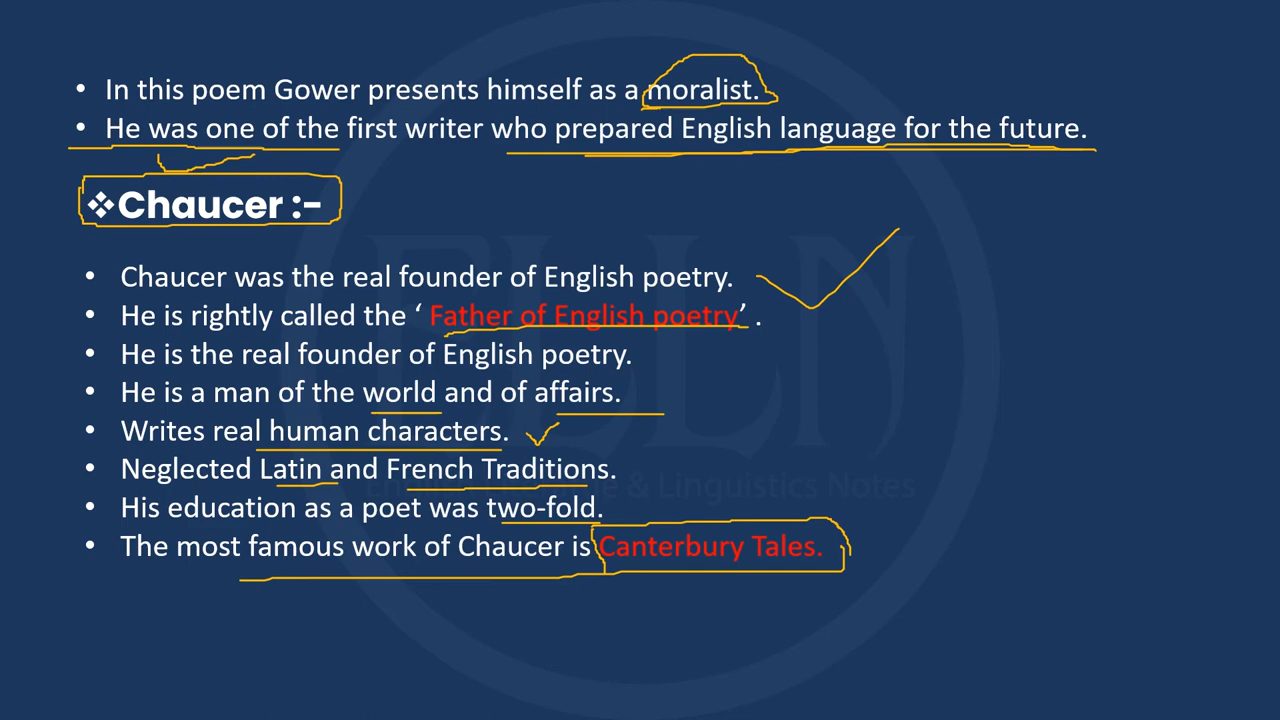 • In this poem Gower presents himself as a moralist.
• He was one of the first writer who prepared English language for the future.
❖Chaucer :-
• Chaucer was the real founder of English poetry.
• He is rightly called the ‘ Father of English poetry’ .
• He is the real founder of English poetry.
• He is a man of the world and of affairs.
• Writes real human characters.
• Neglected Latin and French Traditions.
• His education as a poet was two-fold.
• The most famous work of Chaucer is Canterbury Tales.
ELLN
& Linguistics Notes